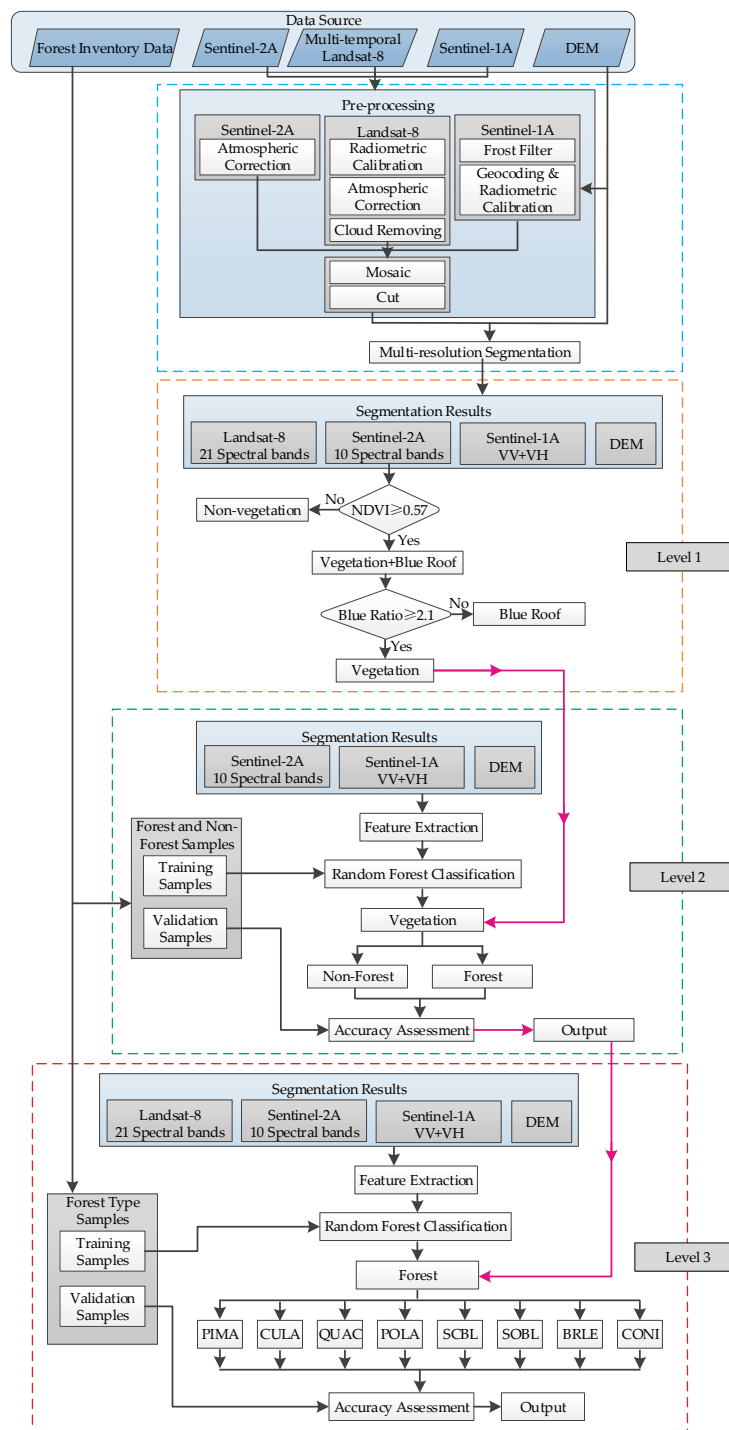 Data Source
Forest Inventory Data
Sentinel-2A
Multi-temporal
Landsat-8
Sentinel-1A
DEM
Pre-processing
Sentinel-2A
Atmospheric
Correction
Landsat-8
Radiometric
Calibration
Atmospheric
Correction
Cloud Removing
Sentinel-1A
Frost Filter
Geocoding &
Radiometric
Calibration
Mosaic
Cut
Multi-resolution Segmentation
Segmentation Results
Landsat-8
21 Spectral bands
Sentinel-2A
10 Spectral bands
Sentinel-1A
VV+VH
DEM
NDVI≥0.57
No
Non-vegetation
Yes
Vegetation+Blue Roof
Level 1
Blue Ratio≥2.1
No
Blue Roof
Yes
Vegetation
Segmentation Results
Sentinel-2A
10 Spectral bands
Sentinel-1A
VV+VH
DEM
Feature Extraction
Forest and Non-
Forest Samples
Training
Samples
Validation
Samples
Random Forest Classification
Level 2
Vegetation
Non-Forest
Forest
Accuracy Assessment
Output
Segmentation Results
Landsat-8
21 Spectral bands
Sentinel-2A
10 Spectral bands
Sentinel-1A
VV+VH
DEM
Feature Extraction
Forest Type
Samples
Training
Samples
Validation
Samples
Random Forest Classification
Level 3
Forest
PIMA
CULA
QUAC
POLA
SCBL
SOBL
BRLE
CONI
Accuracy Assessment
Output